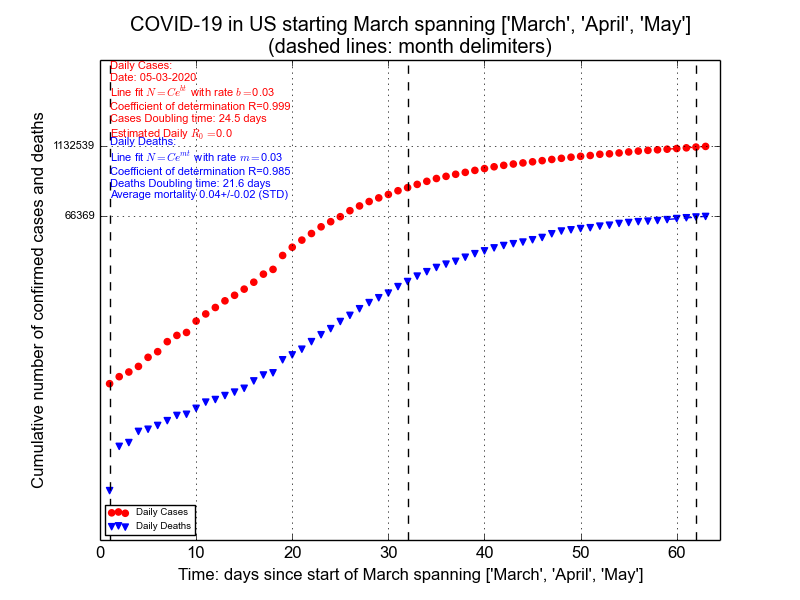 COVID-19 in US starting March spanning ['March', 'April', 'May']
(dashed lines: month delimiters)
Daily Cases:
Date: 05-03-2020
Line fit N=Ce^{bt} with rate b=0.03
Coefficient of determination R=0.999
Cases Doubling time: 24.5 days
Estimated Daily R_0=0.0
Daily Deaths:
Line fit N=Ce^{mt} with rate m=0.03
Coefficient of determination R=0.985
Deaths Doubling time: 21.6 days
Average mortality 0.04+/-0.02 (STD)
Cumulative number of confirmed cases and deaths
1132539
66369
Daily Cases
Daily Deaths
0 10 20 30 40 50 60
Time: days since start of March spanning ['March', 'April', 'May']